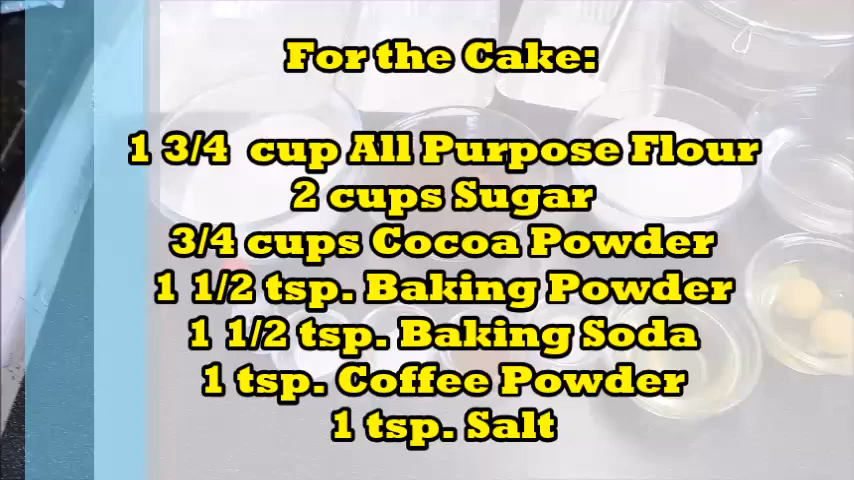 For the Cake:
1 3/4 cup All Purpose Flour
2 cups Sugar
3/4 cups Cocoa Powder
1 1/2 tsp. Baking Powder
1 1/2 tsp. Baking Soda
1 tsp. Coffee Powder
1 tsp. Salt